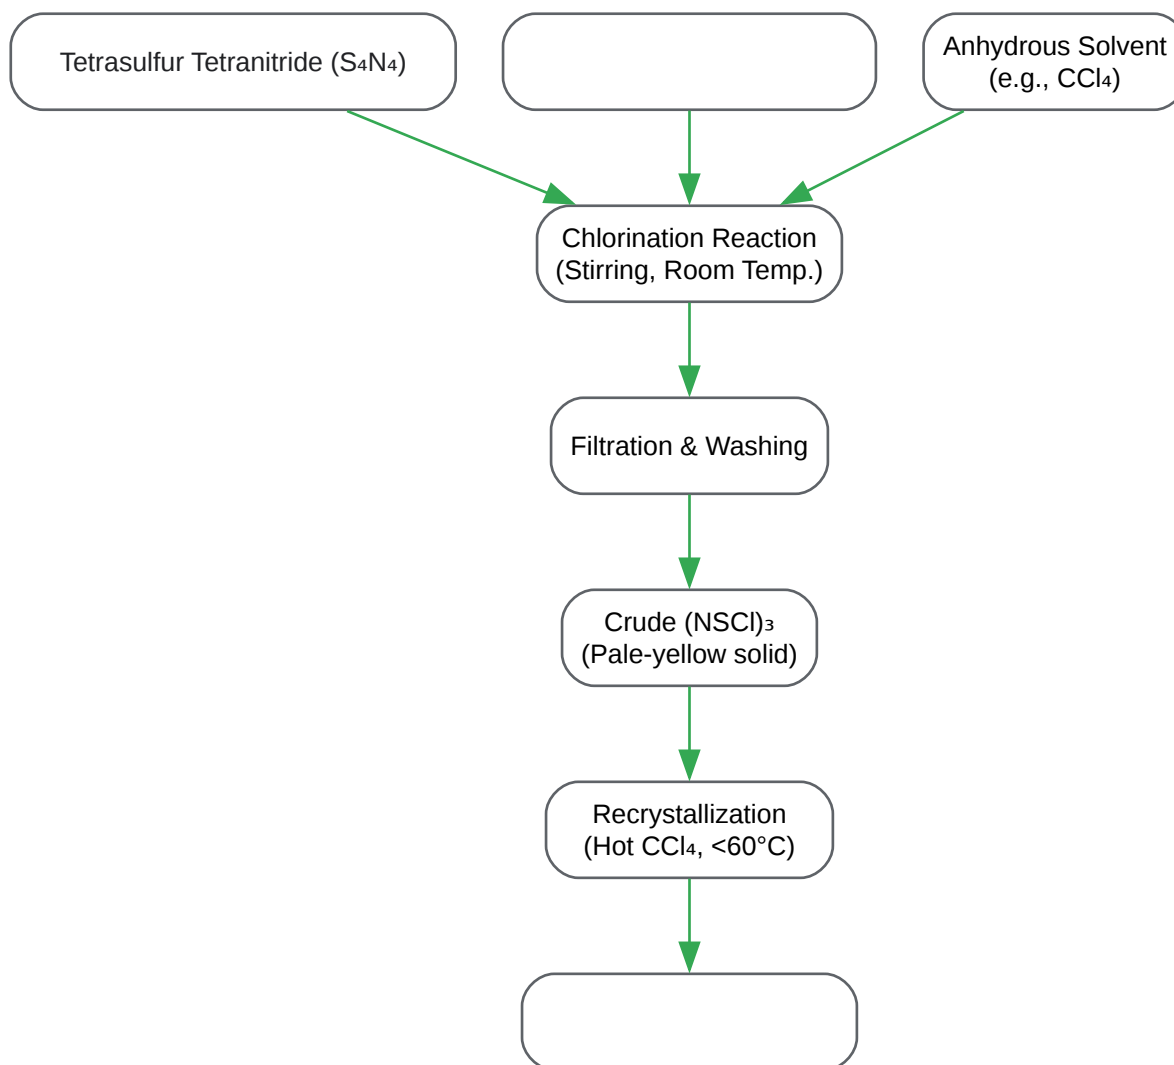 Tetrasulfur Tetranitride (S₄N₄)
Anhydrous Solvent
(e.g., CCl₄)
Chlorination Reaction
(Stirring, Room Temp.)
Filtration & Washing
Crude (NSCl)₃
(Pale-yellow solid)
Recrystallization
(Hot CCl₄, <60°C)